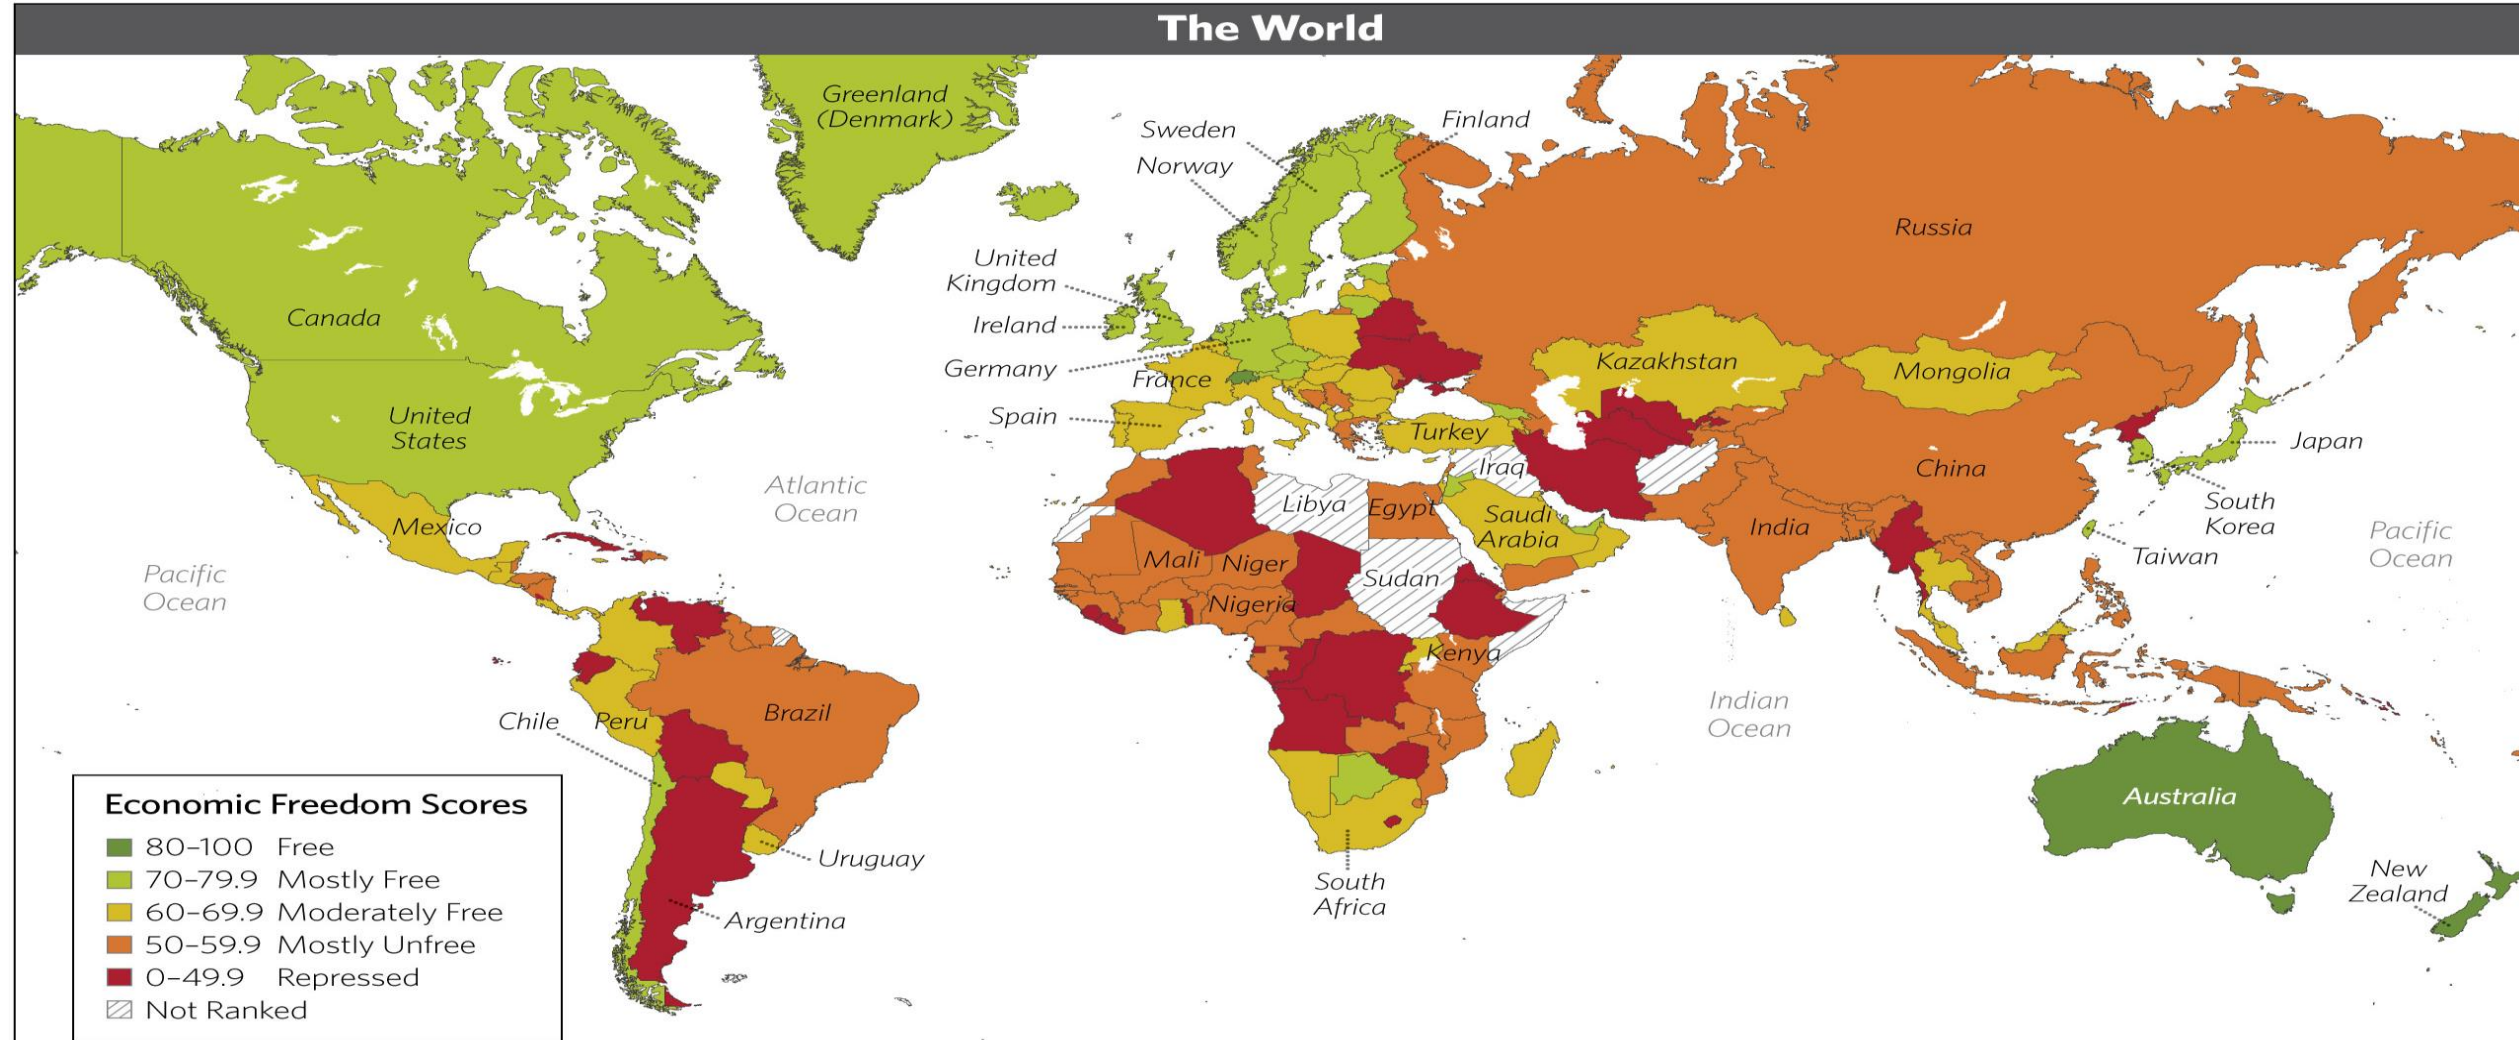 The World
Greenland
(Denmark)
Sweden
Finland
Norway
Russia
United
Kingdom
Canada
Ireland
Kazakhstan
Germany
Mongolia
France
United
States
Spain
Turkey
Japan
Iraq
China
Atlantic
Ocean
Libya
Egypt
Saudi
Arabia
South
Korea
Mexico
India
Pacific
Ocean
Taiwan
Mali
Niger
Pacific
Ocean
Sudan
Nigeria
Kenya
Indian
Ocean
Chile
Peru
Brazil
Australia
Uruguay
South
Africa
New
Zealand
Argentina
Economic Freedom Scores
80–100 Free
70–79.9 Mostly Free
60–69.9 Moderately Free
50–59.9 Mostly Unfree
0–49.9 Repressed
Not Ranked